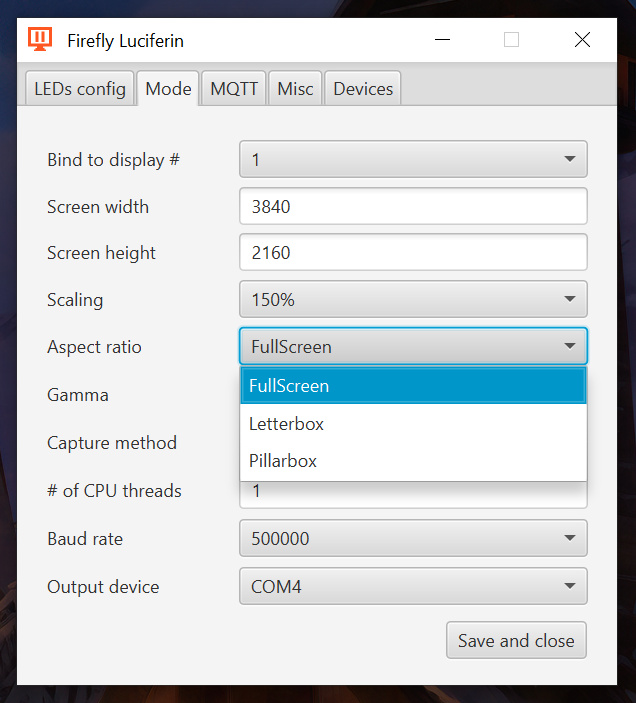 Firefly Luciferin
LEDs config Mode MQTT Misc Devices
Bind to display # 1
Screen width 3840
Screen height 2160
Scaling 150%
Aspect ratio FullScreen
FullScreen
Gamma
Letterbox
Capture method
Pillarbox
# of CPU threads 1
Baud rate 500000
Output device COM4
Save and close